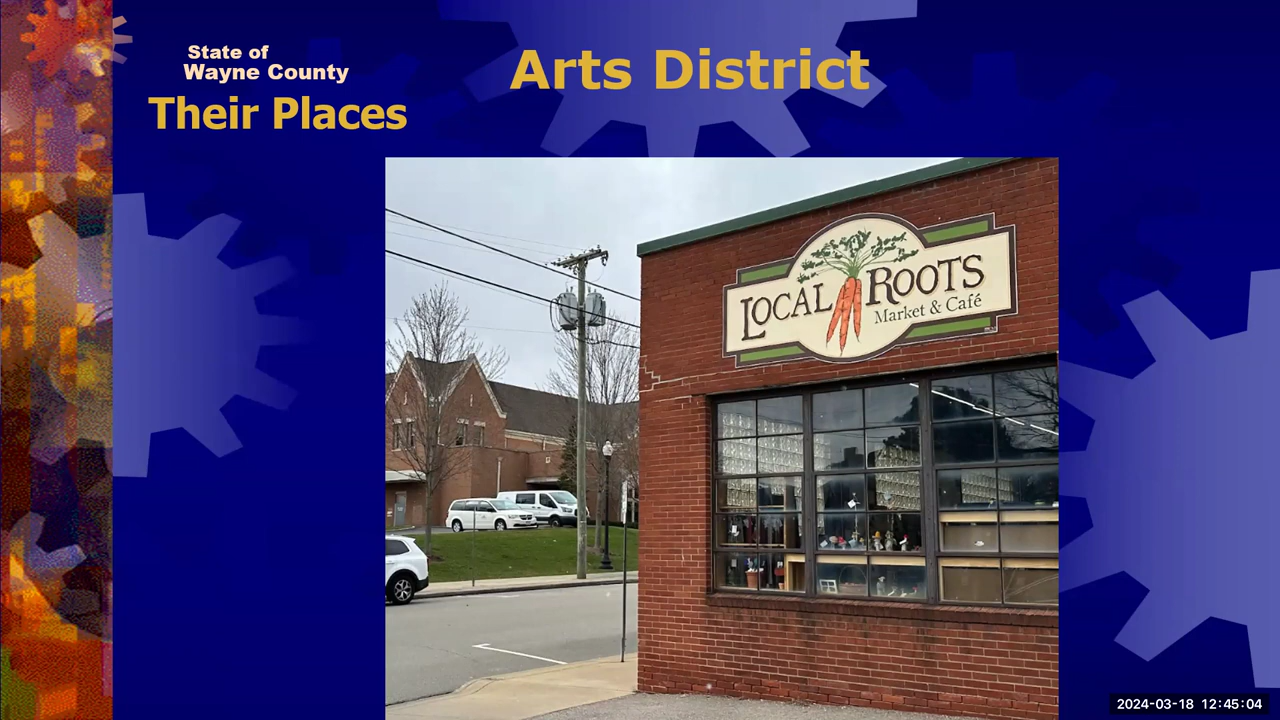 State of
Wayne County
Their Places
Arts District
LOCAL ROOTS
Market & Café
2024-03-18 12:45:04